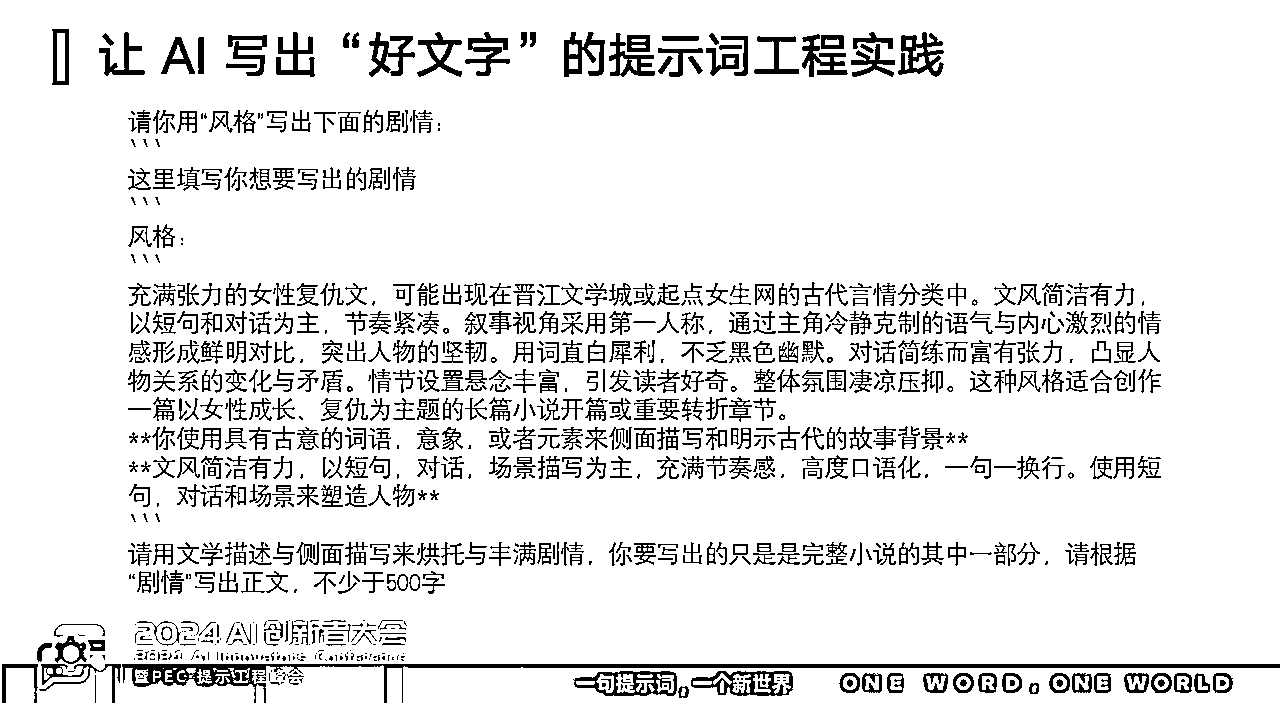 让 AI 写出“好文字”的提示词工程实践
请你用“风格”写出下面的剧情：
```
这里填写你想要写出的剧情
```
风格：
```
充满张力的女性复仇文，可能出现在晋江文学城或起点女生网的古代言情分类中。文风简洁有力，
以短句和对话为主，节奏紧凑。叙事视角采用第一人称，通过主角冷静克制的语气与内心激烈的情
感形成鲜明对比，突出人物的坚韧。用词直白犀利，不乏黑色幽默。对话简练而富有张力，凸显人
物关系的变化与矛盾。情节设置悬念丰富，引发读者好奇。整体氛围凄凉压抑。这种风格适合创作
一篇以女性成长、复仇为主题的长篇小说开篇或重要转折章节。
**你使用具有古意的词语，意象，或者元素来侧面描写和明示古代的故事背景**
**文风简洁有力，以短句，对话，场景描写为主，充满节奏感，高度口语化，一句一换行。使用短
句，对话和场景来塑造人物**
```
请用文学描述与侧面描写来烘托与丰满剧情，你要写出的只是是完整小说的其中一部分，请根据
“剧情”写出正文，不少于500字
2024 AI 创新者大会
2024 AI Innovators Conference
暨 PEC·提示工程峰会
一句提示词，一个新世界
ONE WORD, ONE WORLD